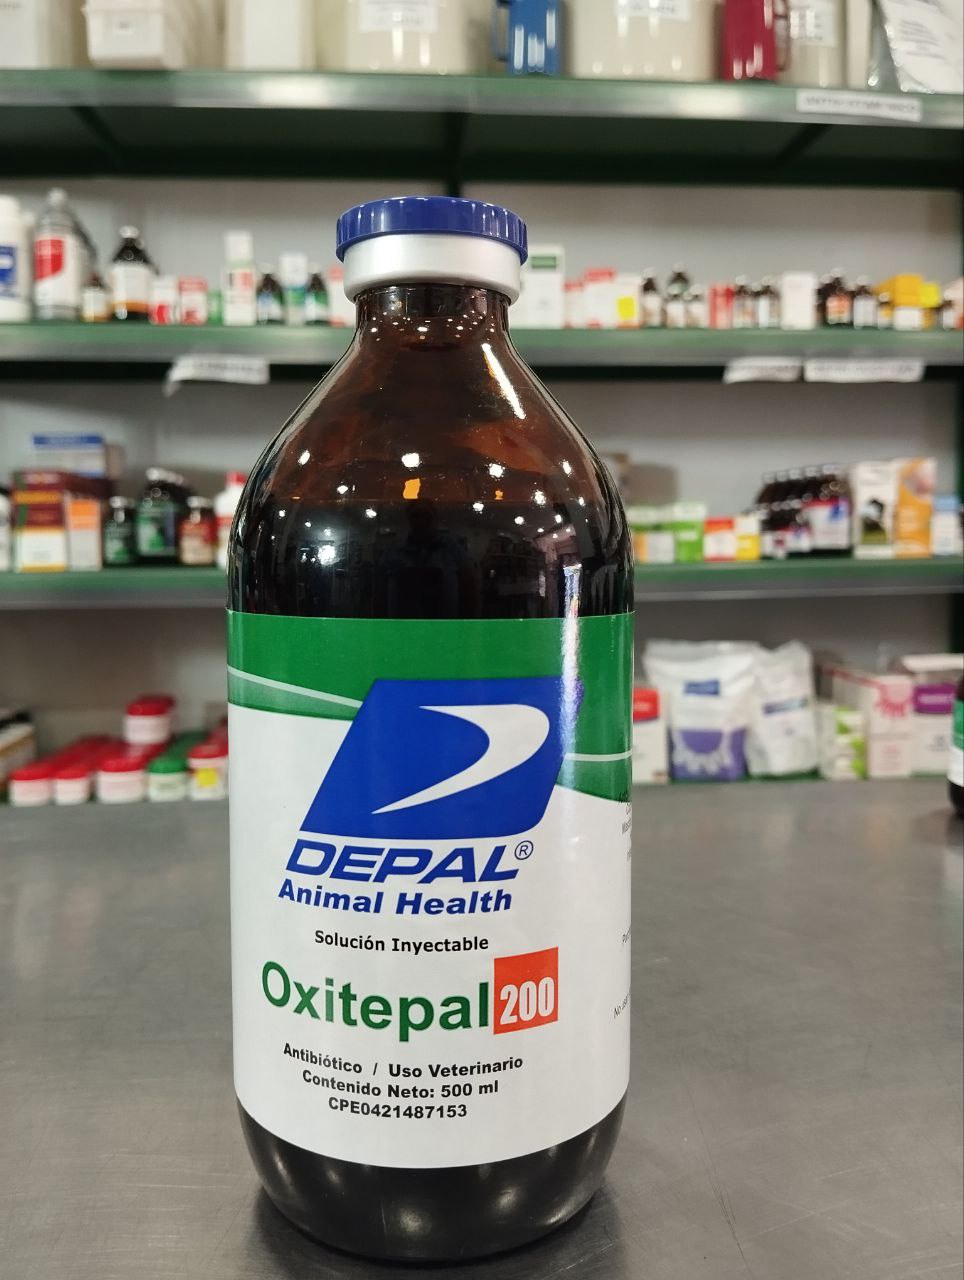 DEPAL®
Animal Health
Solución Inyectable
Oxitepal 200
Antibiótico / Uso Veterinario
Contenido Neto: 500 ml
CPE0421487153